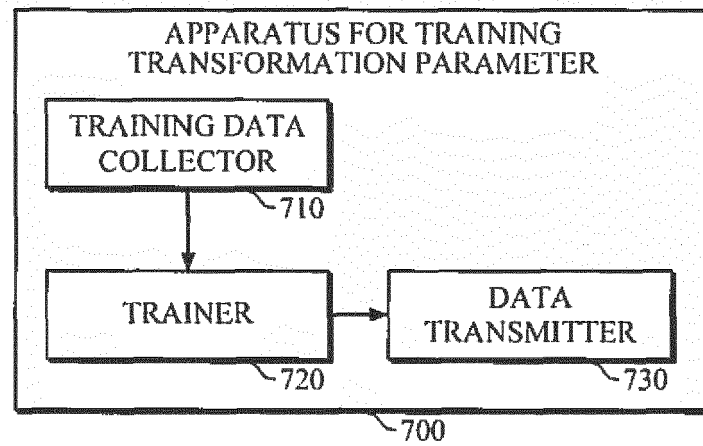 APPARATUS FOR TRAINING
TRANSFORMATION PARAMETER
TRAINING DATA
COLLECTOR
710
TRAINER
720
DATA
TRANSMITTER
730
700